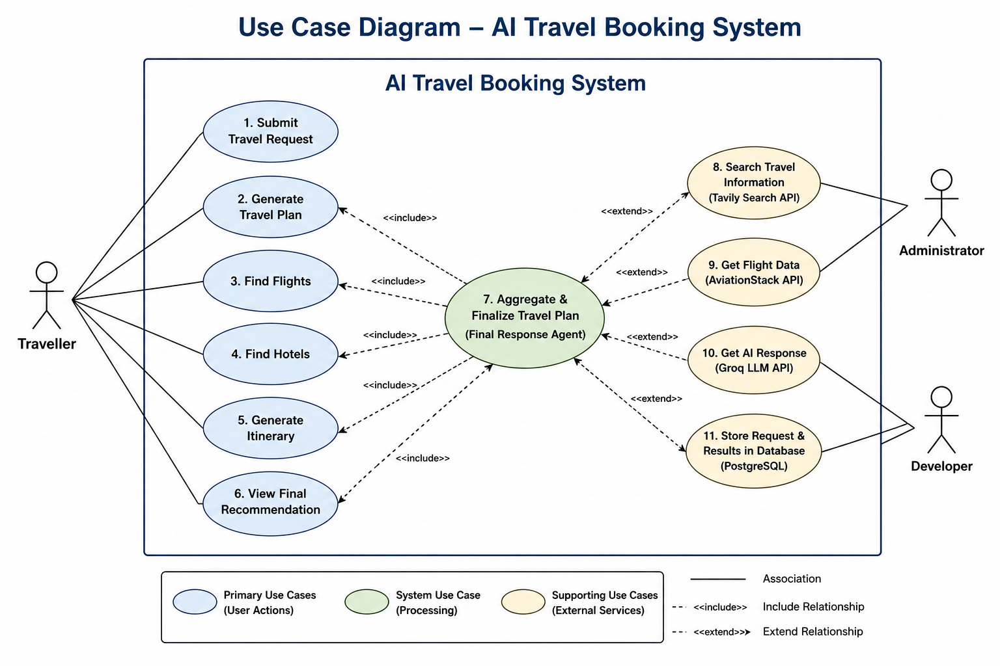 Use Case Diagram – AI Travel Booking System
AI Travel Booking System
1. Submit
Travel Request
2. Generate
Travel Plan
3. Find Flights
4. Find Hotels
5. Generate
Itinerary
6. View Final
Recommendation
<<include>>
<<include>>
<<include>>
<<include>>
<<include>>
7. Aggregate &
Finalize Travel Plan
(Final Response Agent)
<<extend>>
<<extend>>
<<extend>>
<<extend>>
8. Search Travel
Information
(Tavily Search API)
9. Get Flight Data
(AviationStack API)
10. Get AI Response
(Groq LLM API)
11. Store Request &
Results in Database
(PostgreSQL)
Traveller
Administrator
Developer
Primary Use Cases
(User Actions)
System Use Case
(Processing)
Supporting Use Cases
(External Services)
Association
<<include>> Include Relationship
<<extend>> Extend Relationship